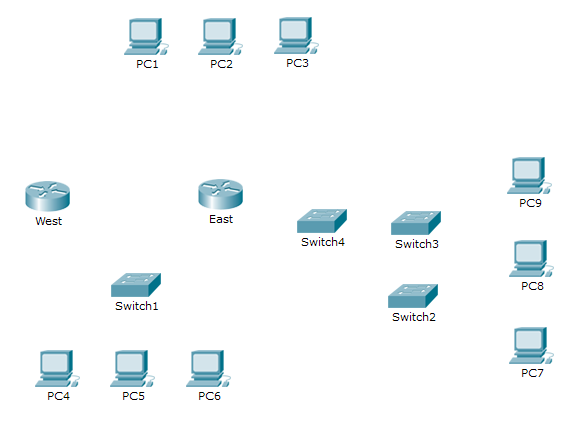 PC1
PC2
PC3
West
East
PC9
Switch4
Switch3
PC8
Switch1
Switch2
PC7
PC4
PC5
PC6